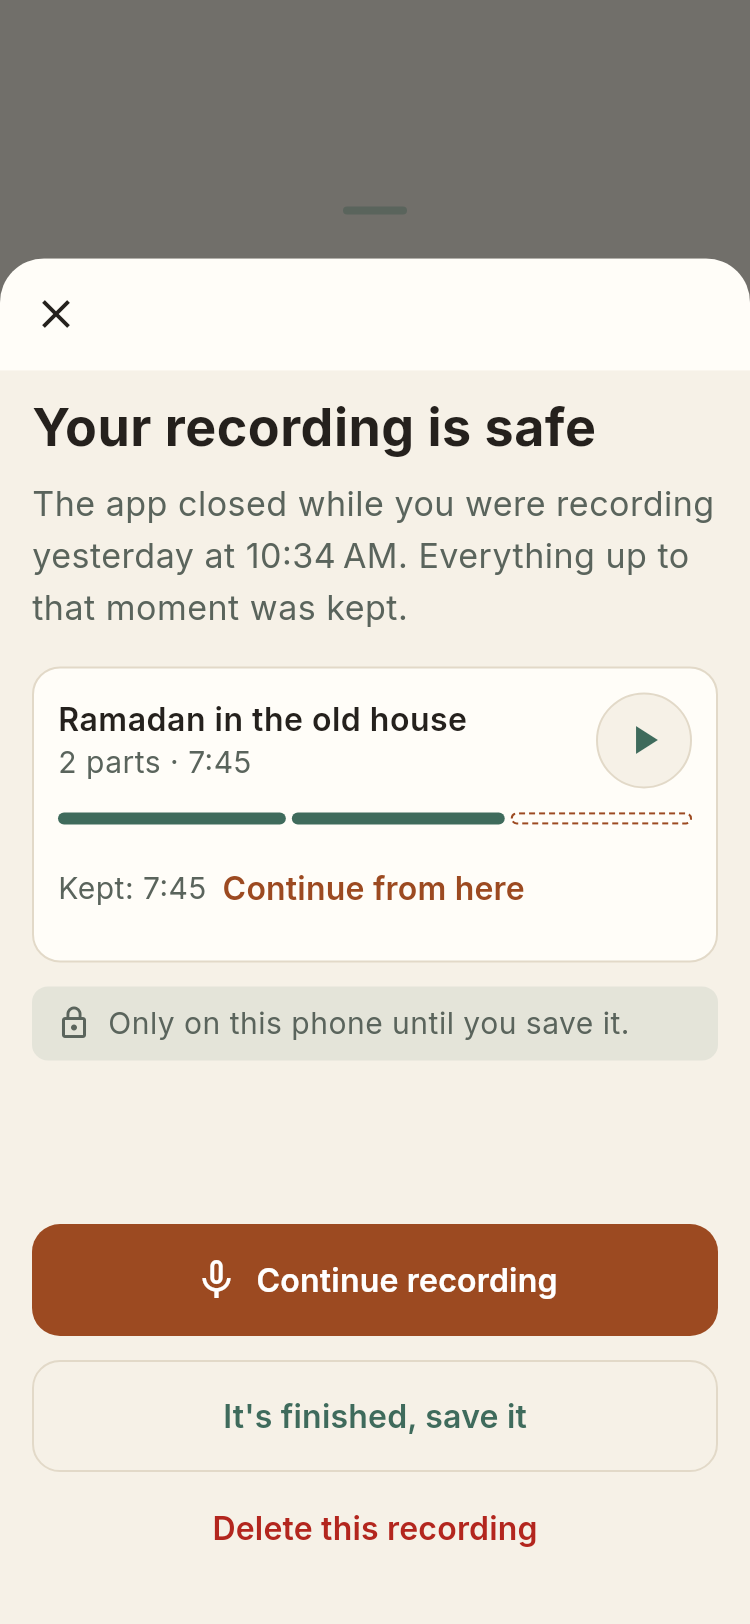 Your recording is safe
The app closed while you were recording
yesterday at 10:34 AM. Everything up to
that moment was kept.
Ramadan in the old house
2 parts · 7:45
Kept: 7:45 Continue from here
Only on this phone until you save it.
Continue recording
It's finished, save it
Delete this recording